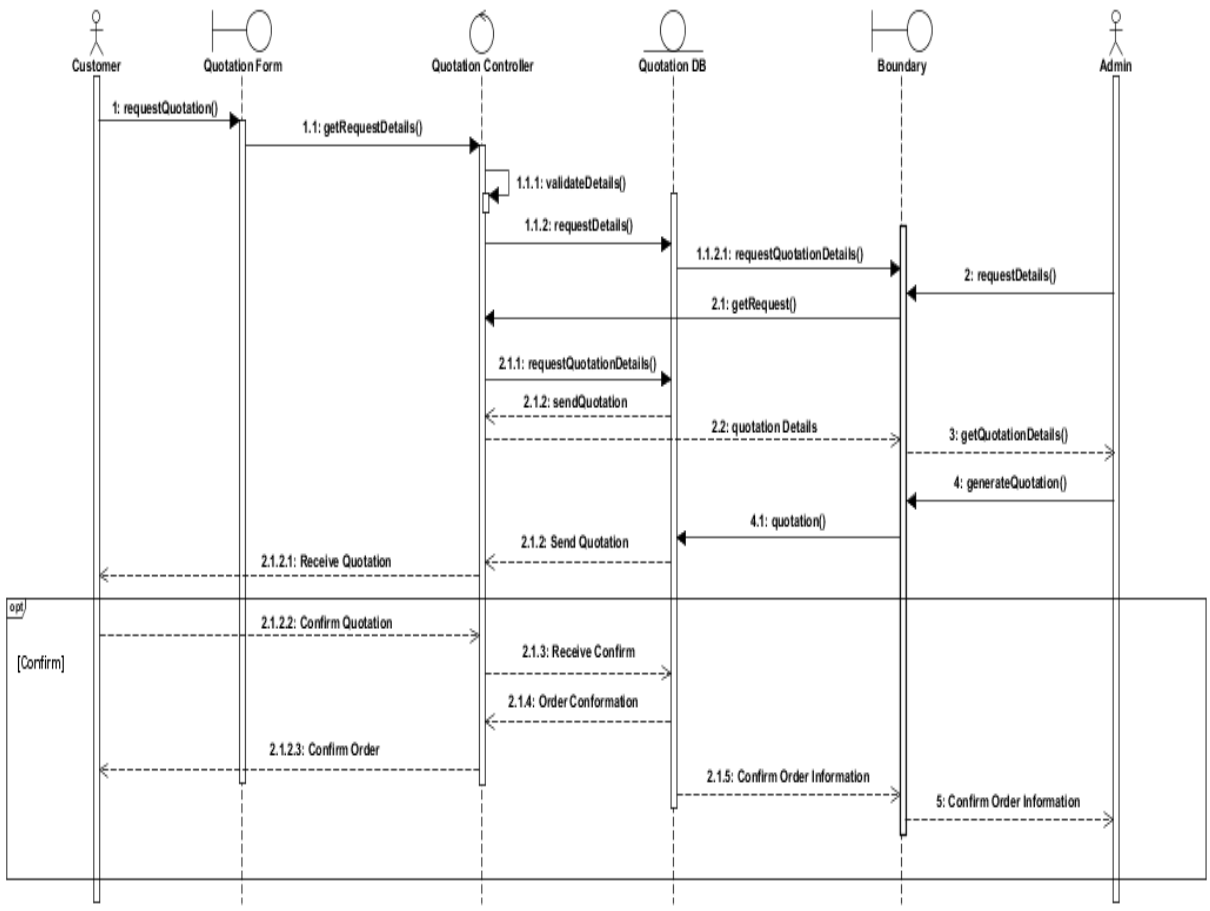 Customer
Quotation Form
Quotation Controller
Quotation DB
Boundary
Admin
1: requestQuotation()
1.1: getRequestDetails()
1.1.1: validateDetails()
1.1.2: requestDetails()
1.1.2.1: requestQuotationDetails()
2: requestDetails()
2.1: getRequest()
2.1.1: requestQuotationDetails()
2.1.2: sendQuotation
2.2: quotation Details
3: getQuotationDetails()
4: generateQuotation()
4.1: quotation()
2.1.2: Send Quotation
2.1.2.1: Receive Quotation
opt
2.1.2.2: Confirm Quotation
[Confirm]
2.1.3: Receive Confirm
2.1.4: Order Conformation
2.1.2.3: Confirm Order
2.1.5: Confirm Order Information
5: Confirm Order Information